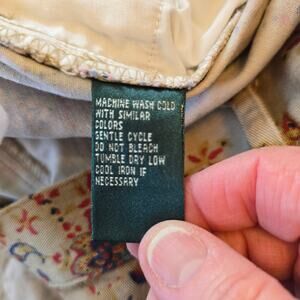 MACHINE WASH COLD
WITH SIMILAR
COLORS
GENTLE CYCLE
DO NOT BLEACH
TUMBLE DRY LOW
COOL IRON IF
NECESSARY